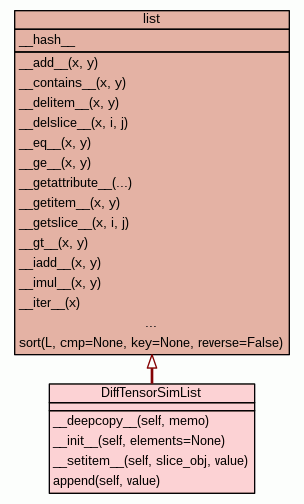 list
__hash__
__add__(x, y)
__contains__(x, y)
__delitem__(x, y)
__delslice__(x, i, j)
__eq__(x, y)
__ge__(x, y)
__getattribute__(...)
__getitem__(x, y)
__getslice__(x, i, j)
__gt__(x, y)
__iadd__(x, y)
__imul__(x, y)
__iter__(x)
...
sort(L, cmp=None, key=None, reverse=False)
DiffTensorSimList
__deepcopy__(self, memo)
__init__(self, elements=None)
__setitem__(self, slice_obj, value)
append(self, value)